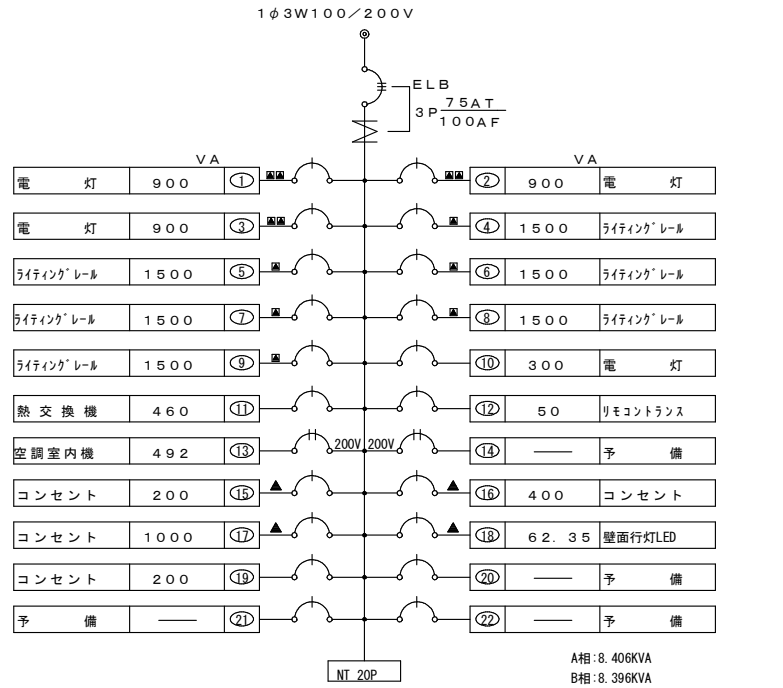 1φ3W100/200V
ELB
3P 75AT/100AF
VA VA
電灯 900 ① ② 900 電灯
電灯 900 ③ ④ 1500 ライティングレール
ライティングレール 1500 ⑤ ⑥ 1500 ライティングレール
ライティングレール 1500 ⑦ ⑧ 1500 ライティングレール
ライティングレール 1500 ⑨ ⑩ 300 電灯
熱交換機 460 ⑪ ⑫ 50 リモコントランス
空調室内機 492 ⑬ 200V 200V ⑭ ―― 予備
コンセント 200 ⑮ ⑯ 400 コンセント
コンセント 1000 ⑰ ⑱ 62.35 壁面行灯LED
コンセント 200 ⑲ ⑳ ―― 予備
予備 ―― ㉑ ㉒ ―― 予備
NT 20P
A相:8.406KVA
B相:8.396KVA